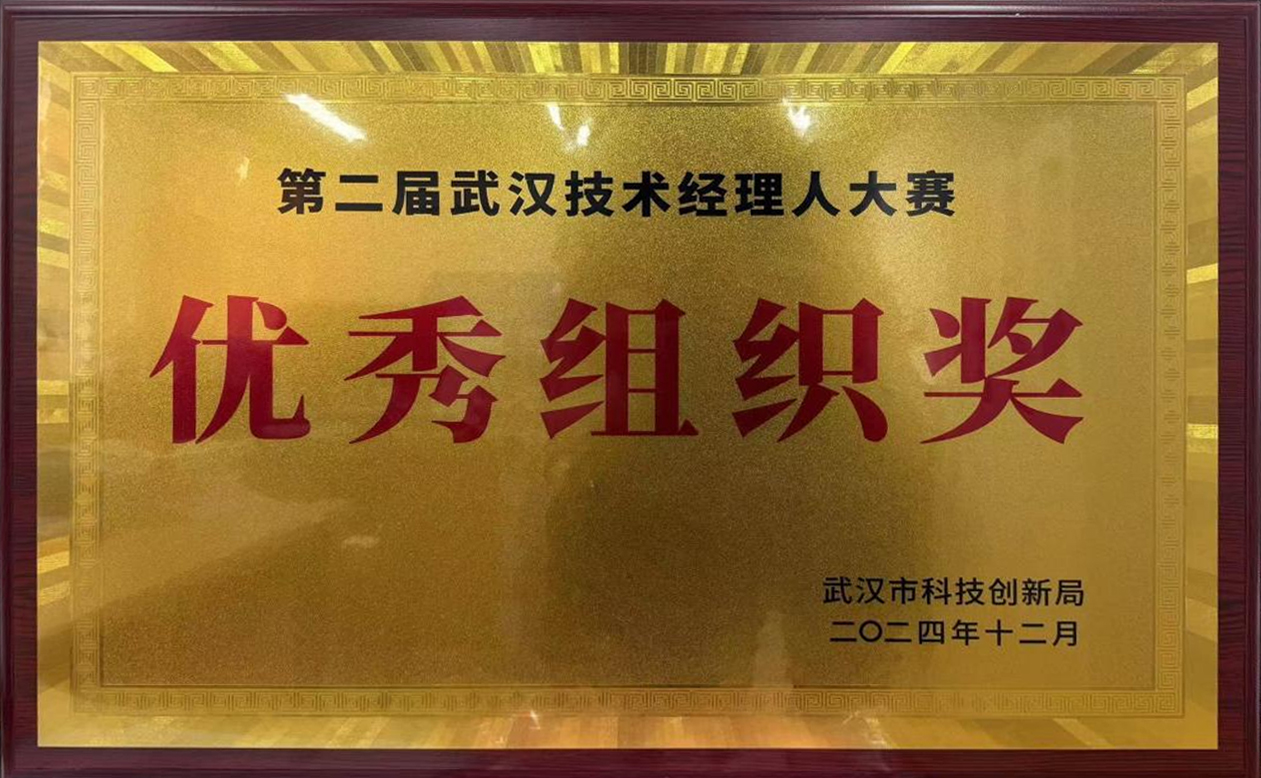 第二届武汉技术经理人大赛
优秀组织奖
武汉市科技创新局
二〇二四年十二月